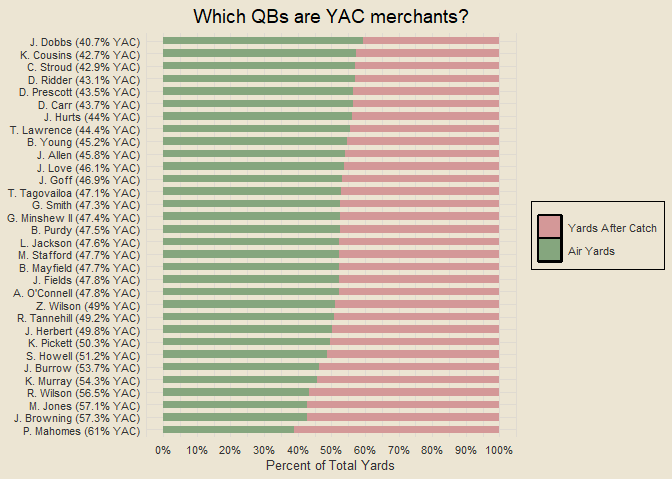 Which QBs are YAC merchants?
J. Dobbs (40.7% YAC)
K. Cousins (42.7% YAC)
C. Stroud (42.9% YAC)
D. Ridder (43.1% YAC)
D. Prescott (43.5% YAC)
D. Carr (43.7% YAC)
J. Hurts (44% YAC)
T. Lawrence (44.4% YAC)
B. Young (45.2% YAC)
J. Allen (45.8% YAC)
J. Love (46.1% YAC)
J. Goff (46.9% YAC)
T. Tagovailoa (47.1% YAC)
G. Smith (47.3% YAC)
G. Minshew II (47.4% YAC)
B. Purdy (47.5% YAC)
L. Jackson (47.6% YAC)
M. Stafford (47.7% YAC)
B. Mayfield (47.7% YAC)
J. Fields (47.8% YAC)
A. O'Connell (47.8% YAC)
Z. Wilson (49% YAC)
R. Tannehill (49.2% YAC)
J. Herbert (49.8% YAC)
K. Pickett (50.3% YAC)
S. Howell (51.2% YAC)
J. Burrow (53.7% YAC)
K. Murray (54.3% YAC)
R. Wilson (56.5% YAC)
M. Jones (57.1% YAC)
J. Browning (57.3% YAC)
P. Mahomes (61% YAC)
0% 10% 20% 30% 40% 50% 60% 70% 80% 90% 100%
Percent of Total Yards
Yards After Catch
Air Yards